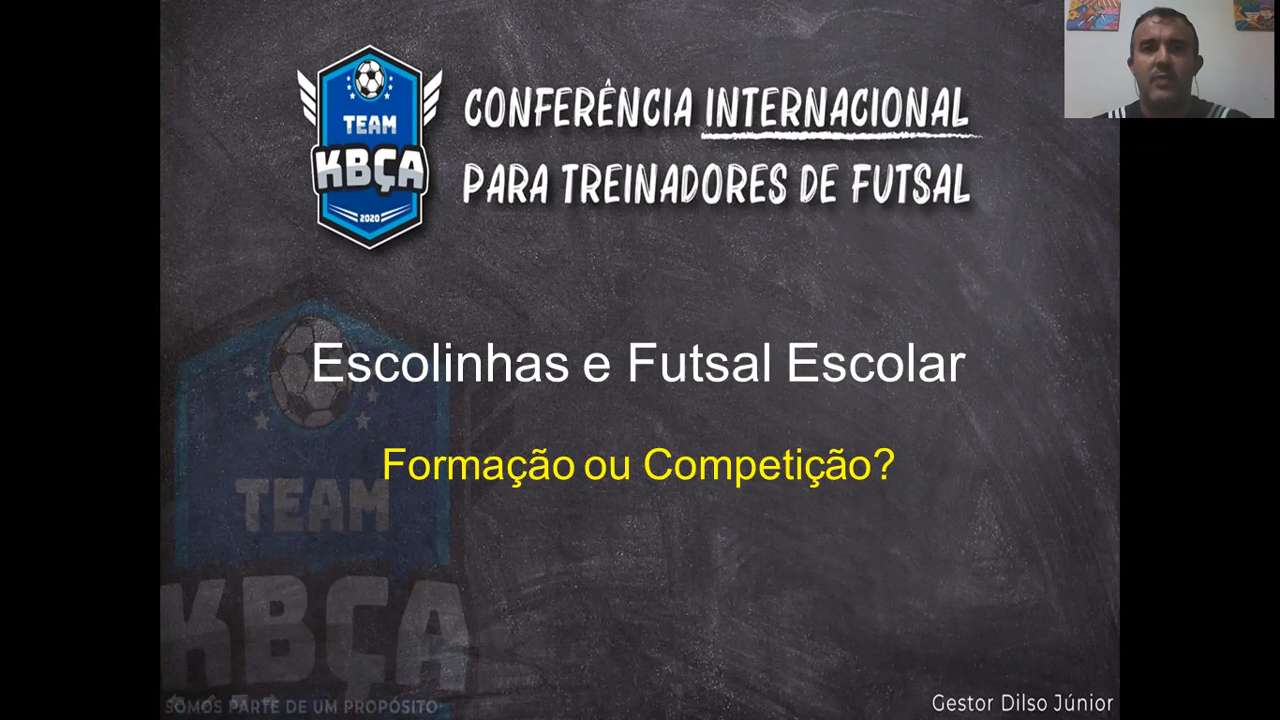 TEAM
KBÇA
2020
CONFERÊNCIA INTERNACIONAL
PARA TREINADORES DE FUTSAL
Escolinhas e Futsal Escolar
Formação ou Competição?
TEAM
KBÇA
SOMOS PARTE DE UM PROPÓSITO
Gestor Dilso Júnior